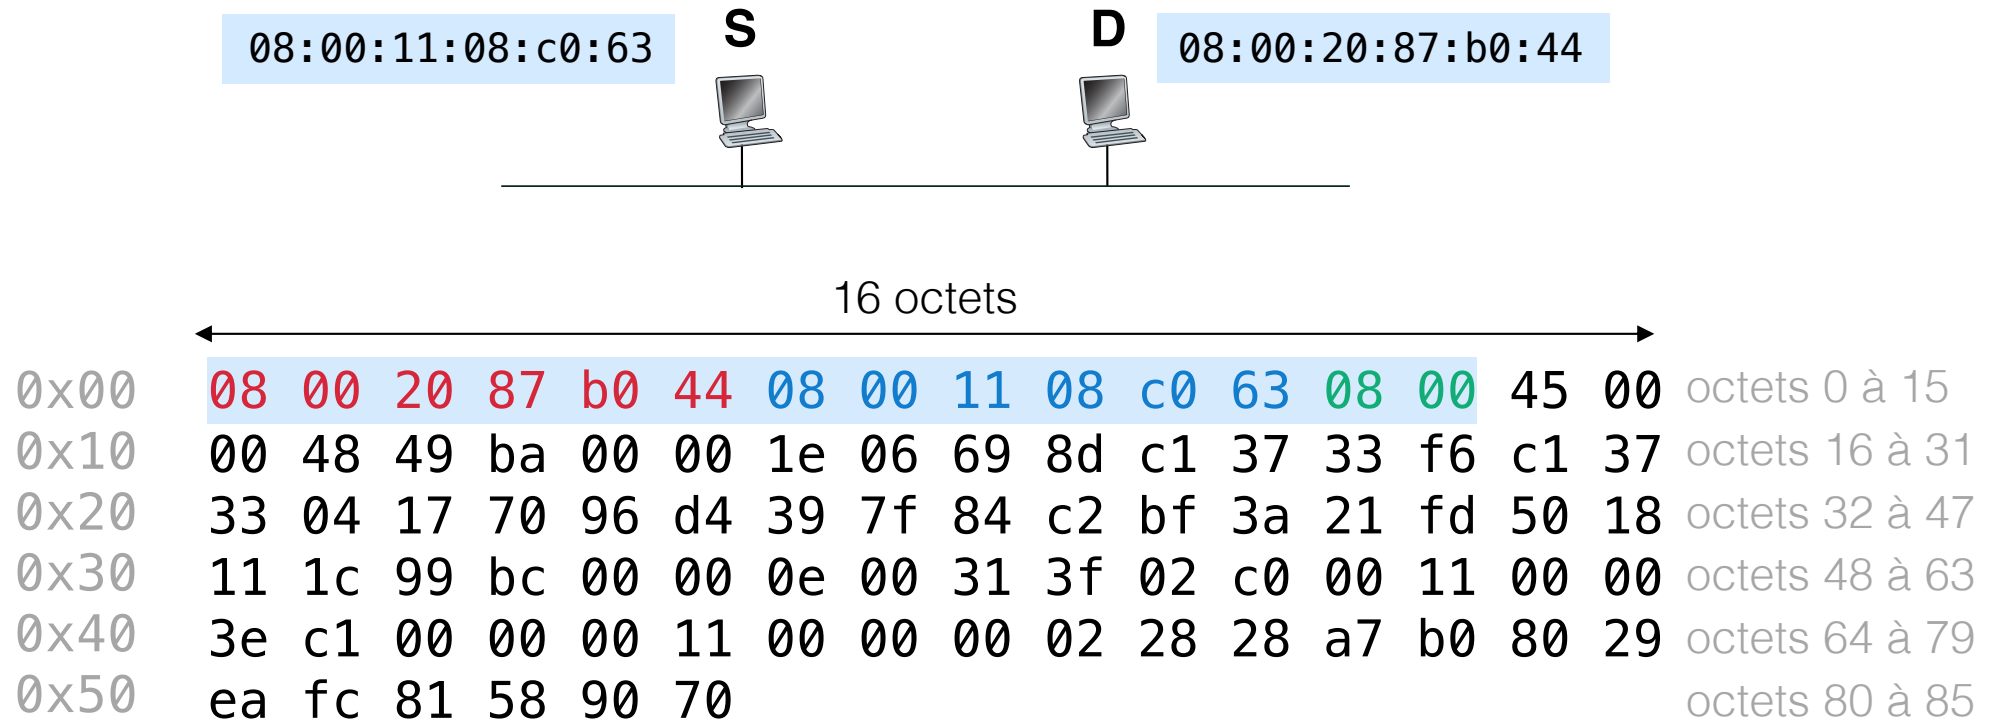 08:00:11:08:c0:63 S D 08:00:20:87:b0:44
16 octets
0x00 08 00 20 87 b0 44 08 00 11 08 c0 63 08 00 45 00 octets 0 à 15
0x10 00 48 49 ba 00 00 1e 06 69 8d c1 37 33 f6 c1 37 octets 16 à 31
0x20 33 04 17 70 96 d4 39 7f 84 c2 bf 3a 21 fd 50 18 octets 32 à 47
0x30 11 1c 99 bc 00 00 0e 00 31 3f 02 c0 00 11 00 00 octets 48 à 63
0x40 3e c1 00 00 00 11 00 00 00 02 28 28 a7 b0 80 29 octets 64 à 79
0x50 ea fc 81 58 90 70 octets 80 à 85